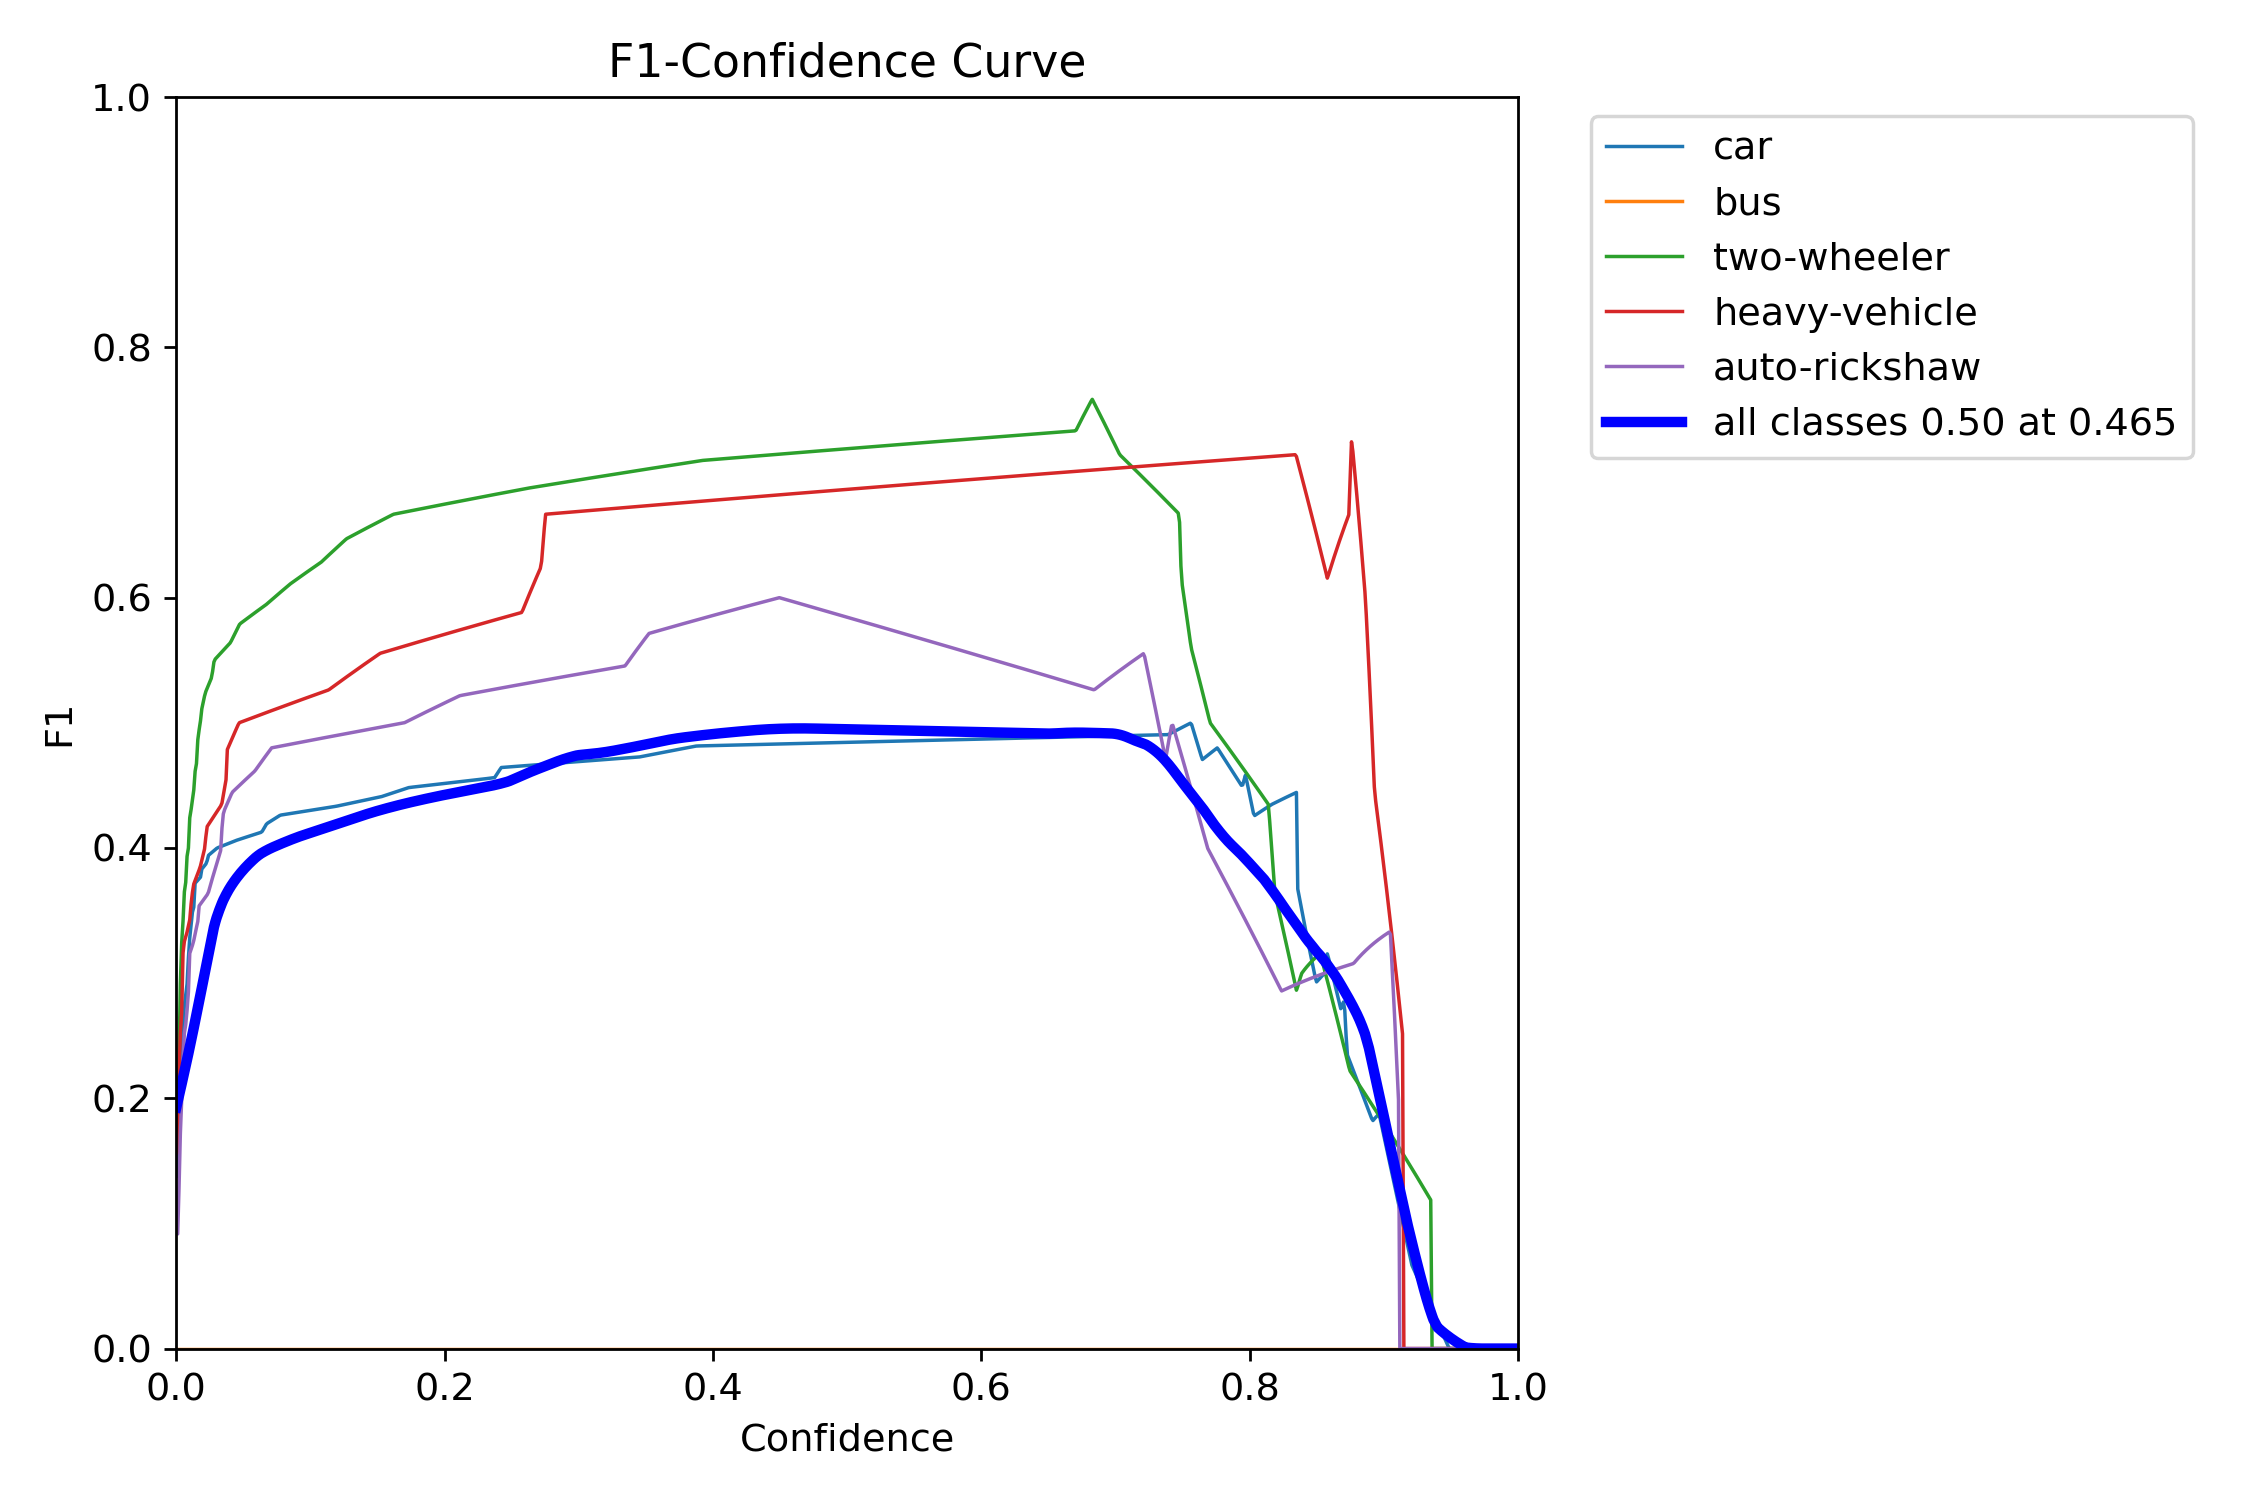 F1-Confidence Curve
1.0
0.8
0.6
0.4
0.2
0.0
F1
0.0 0.2 0.4 0.6 0.8 1.0
Confidence
car
bus
two-wheeler
heavy-vehicle
auto-rickshaw
all classes 0.50 at 0.465